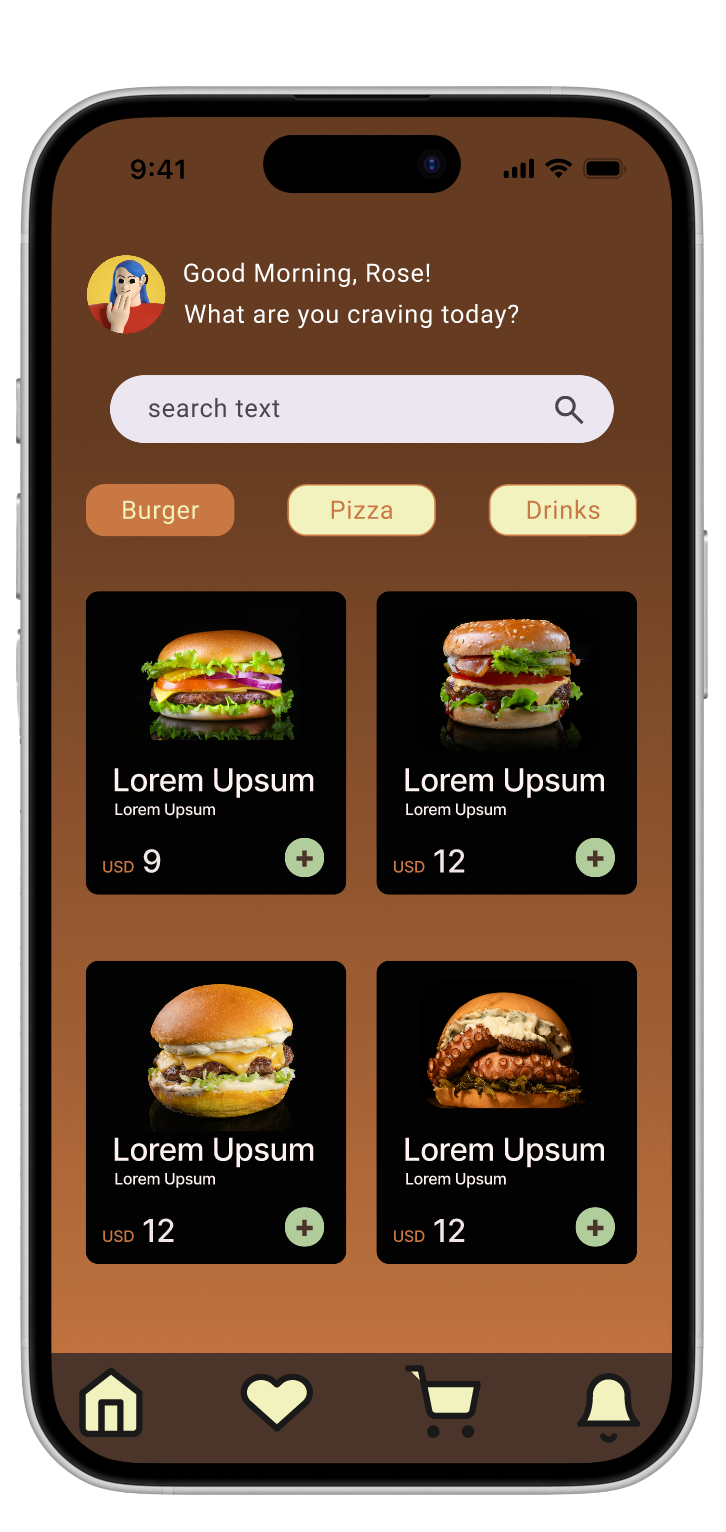 9:41
Good Morning, Rose!
What are you craving today?
search text
Burger Pizza Drinks
Lorem Upsum
Lorem Upsum
USD 9
Lorem Upsum
Lorem Upsum
USD 12
Lorem Upsum
Lorem Upsum
USD 12
Lorem Upsum
Lorem Upsum
USD 12